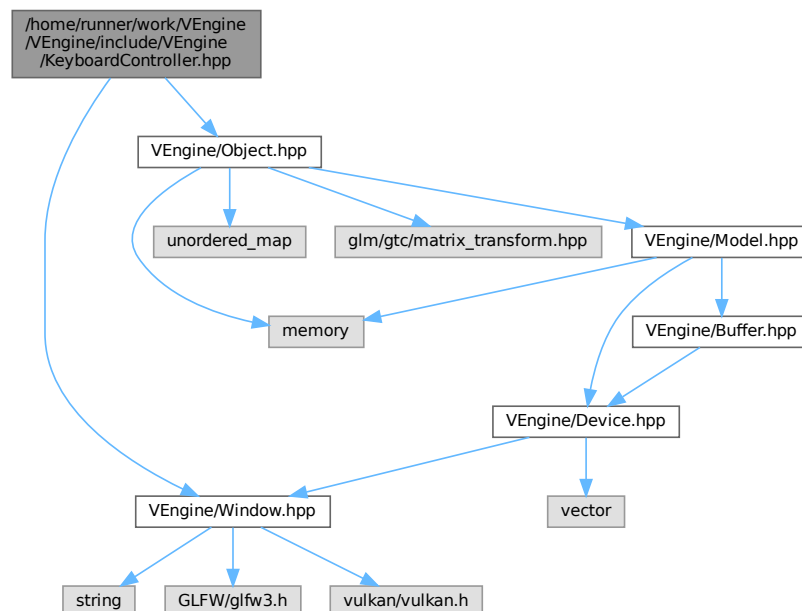 /home/runner/work/VEngine
/VEngine/include/VEngine
/KeyboardController.hpp
VEngine/Object.hpp
unordered_map
glm/gtc/matrix_transform.hpp
VEngine/Model.hpp
memory
VEngine/Buffer.hpp
VEngine/Device.hpp
VEngine/Window.hpp
vector
string
GLFW/glfw3.h
vulkan/vulkan.h